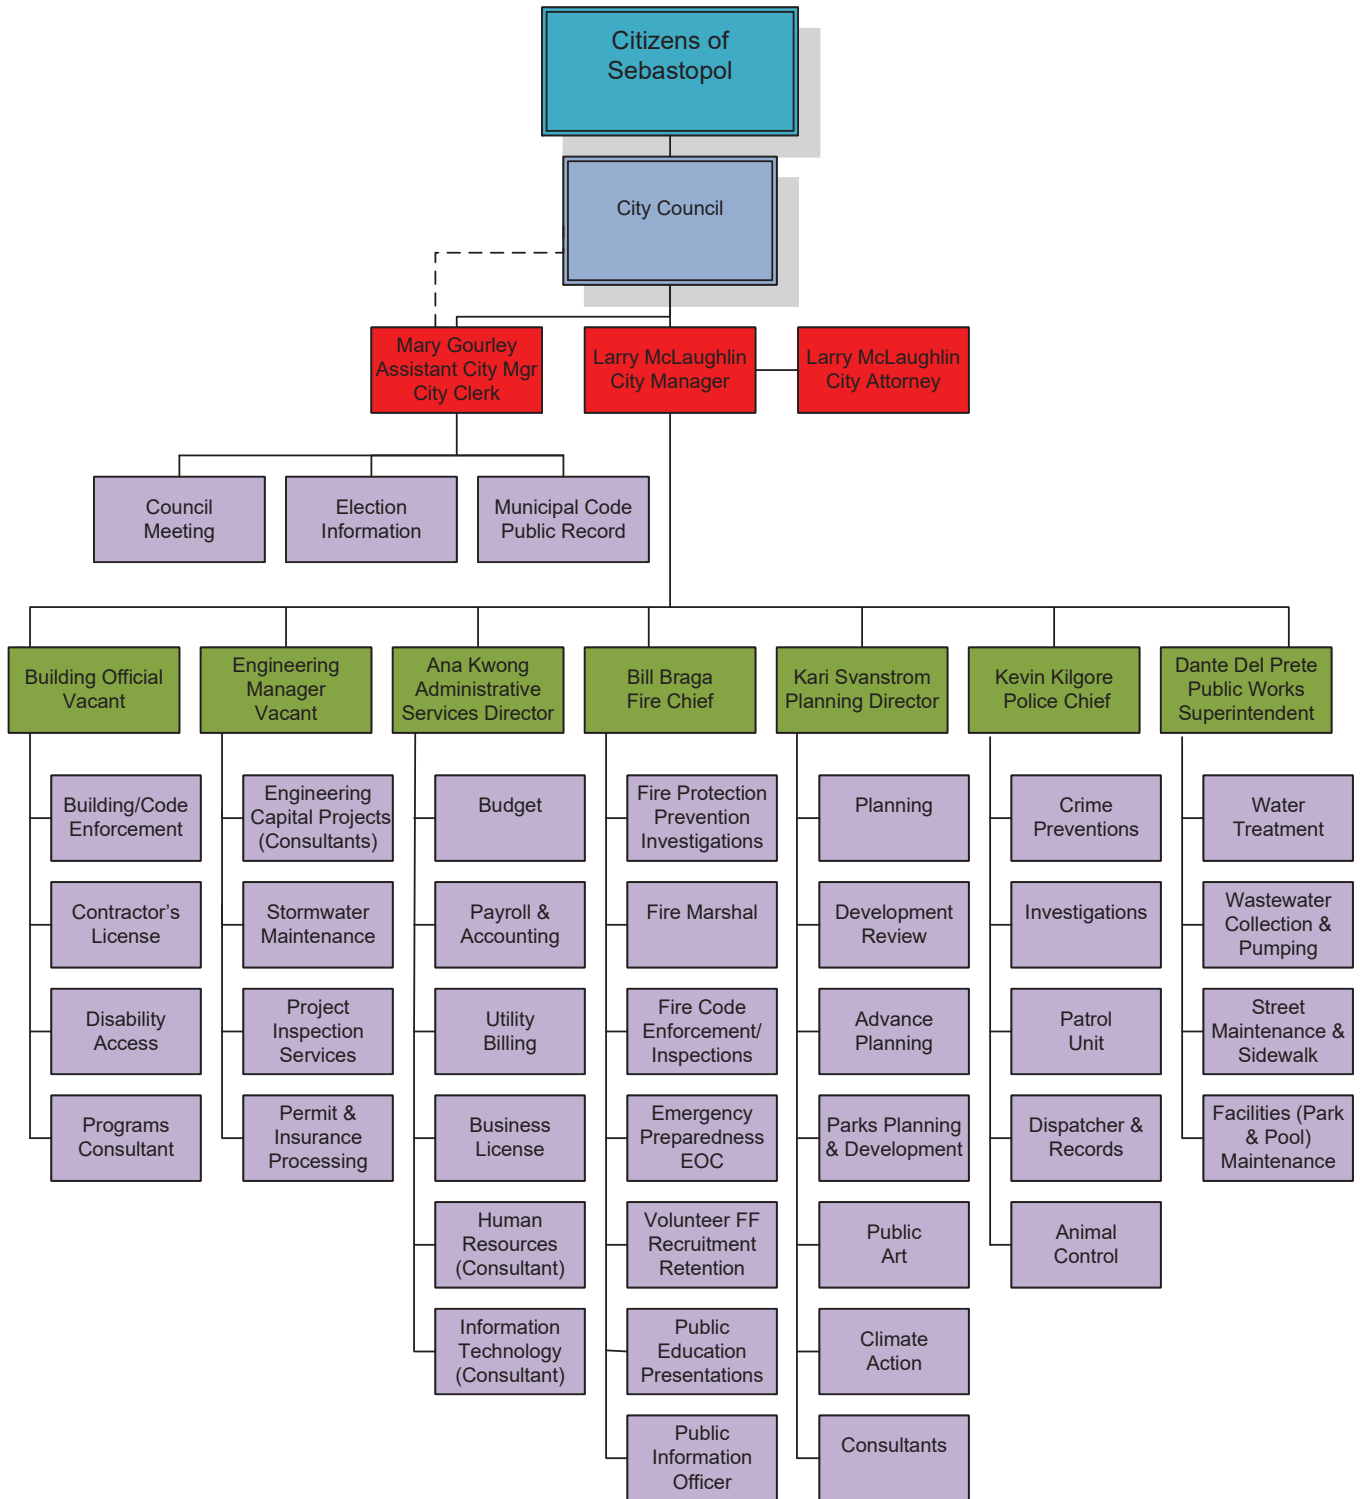 Citizens of
Sebastopol
City Council
Mary Gourley
Assistant City Mgr
City Clerk
Larry McLaughlin
City Manager
Larry McLaughlin
City Attorney
Council
Meeting
Election
Information
Municipal Code
Public Record
Building Official
Vacant
Engineering
Manager
Vacant
Ana Kwong
Administrative
Services Director
Bill Braga
Fire Chief
Kari Svanstrom
Planning Director
Kevin Kilgore
Police Chief
Dante Del Prete
Public Works
Superintendent
Building/Code
Enforcement
Contractor’s
License
Disability
Access
Programs
Consultant
Engineering
Capital Projects
(Consultants)
Stormwater
Maintenance
Project
Inspection
Services
Permit &
Insurance
Processing
Budget
Payroll &
Accounting
Utility
Billing
Business
License
Human
Resources
(Consultant)
Information
Technology
(Consultant)
Fire Protection
Prevention
Investigations
Fire Marshal
Fire Code
Enforcement/
Inspections
Emergency
Preparedness
EOC
Volunteer FF
Recruitment
Retention
Public
Education
Presentations
Public
Information
Officer
Planning
Development
Review
Advance
Planning
Parks Planning
& Development
Public
Art
Climate
Action
Consultants
Crime
Preventions
Investigations
Patrol
Unit
Dispatcher &
Records
Animal
Control
Water
Treatment
Wastewater
Collection &
Pumping
Street
Maintenance &
Sidewalk
Facilities (Park
& Pool)
Maintenance